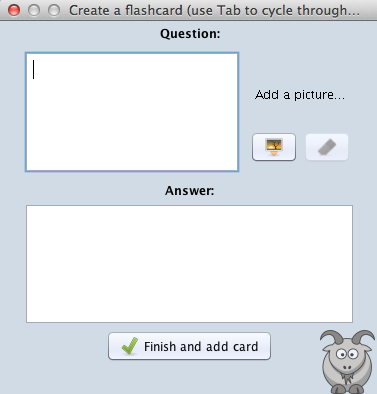 Create a flashcard (use Tab to cycle through...
Question:
Add a picture...
Answer:
Finish and add card